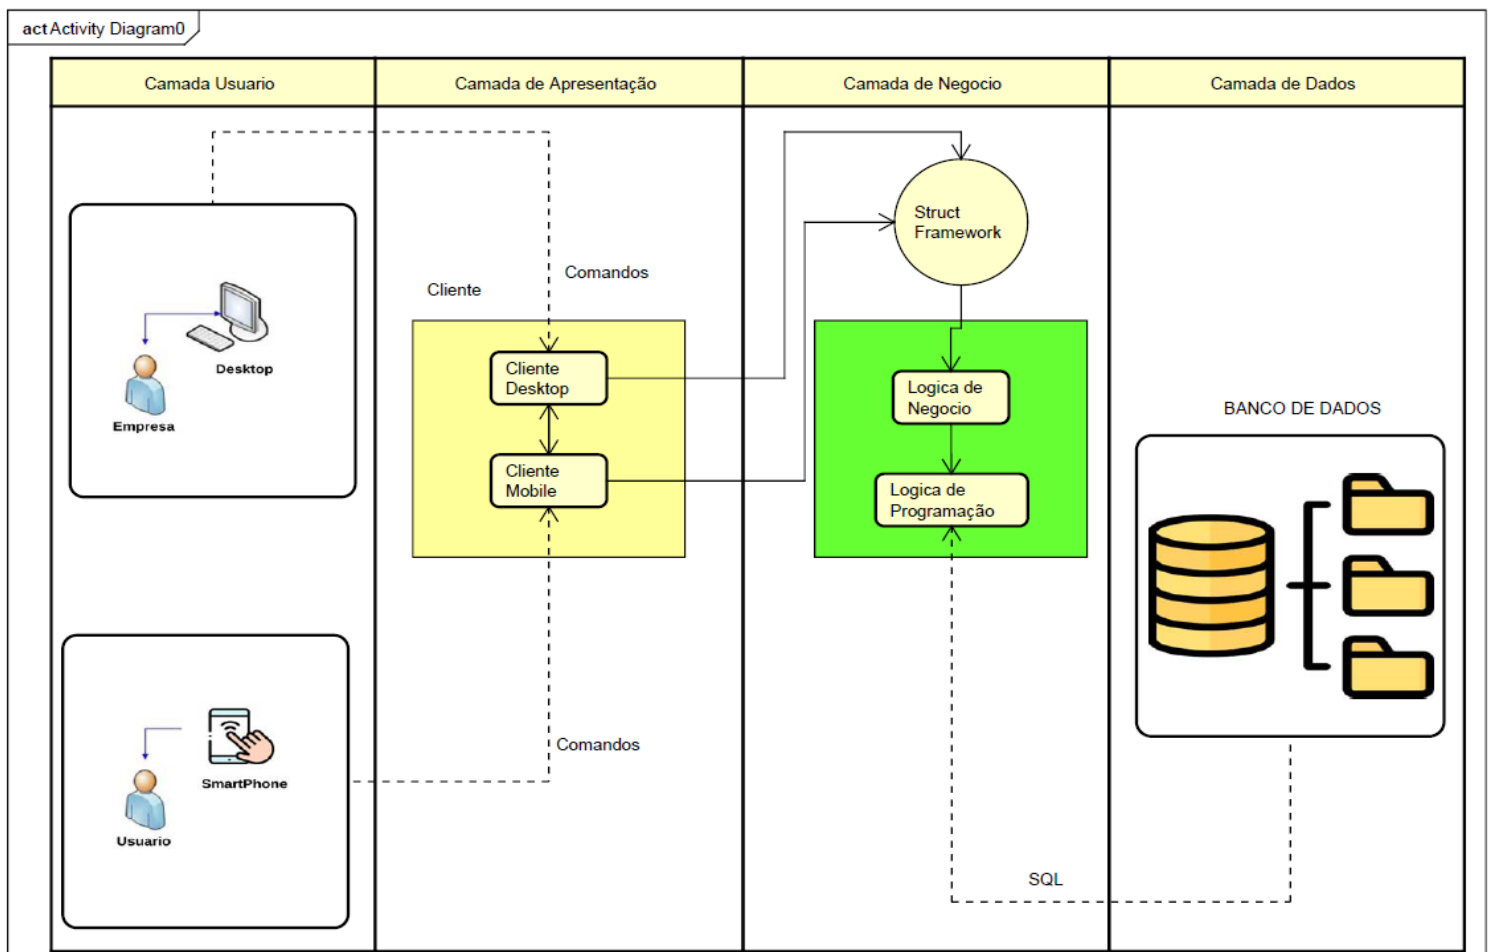 act Activity Diagram0
Camada Usuario
Camada de Apresentação
Camada de Negocio
Camada de Dados
Struct
Framework
Comandos
Cliente
Cliente
Desktop
Desktop
Logica de
Negocio
Empresa
BANCO DE DADOS
Cliente
Mobile
Logica de
Programação
Comandos
SmartPhone
Usuario
SQL